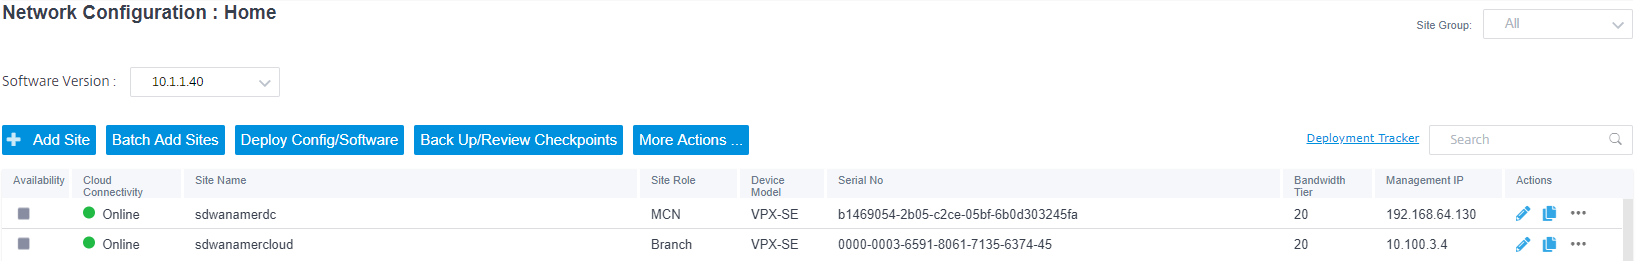 Network Configuration : Home
Site Group: All
Software Version : 10.1.1.40
+ Add Site Batch Add Sites Deploy Config/Software Back Up/Review Checkpoints More Actions ... Deployment Tracker Search
Availability Cloud Connectivity Site Name Site Role Device Model Serial No Bandwidth Tier Management IP Actions
Online sdwanamerdc MCN VPX-SE b1469054-2b05-c2ce-05bf-6b0d303245fa 20 192.168.64.130
Online sdwanamercloud Branch VPX-SE 0000-0003-6591-8061-7135-6374-45 20 10.100.3.4